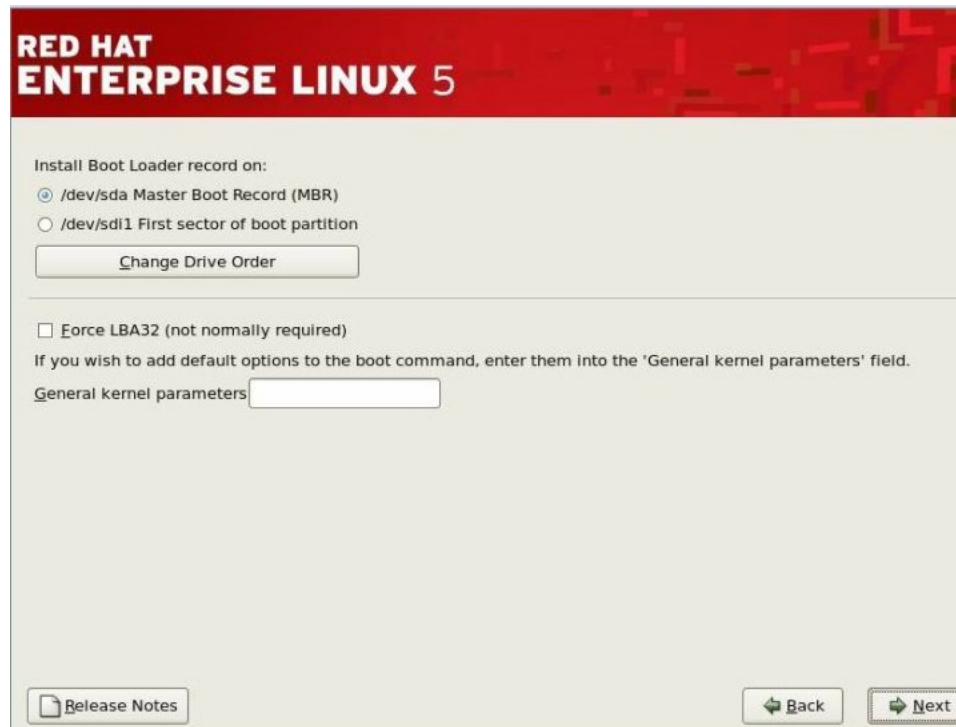 RED HAT
ENTERPRISE LINUX 5
Install Boot Loader record on:
/dev/sda Master Boot Record (MBR)
/dev/sdi1 First sector of boot partition
Change Drive Order
Force LBA32 (not normally required)
If you wish to add default options to the boot command, enter them into the 'General kernel parameters' field.
General kernel parameters
Release Notes
Back
Next